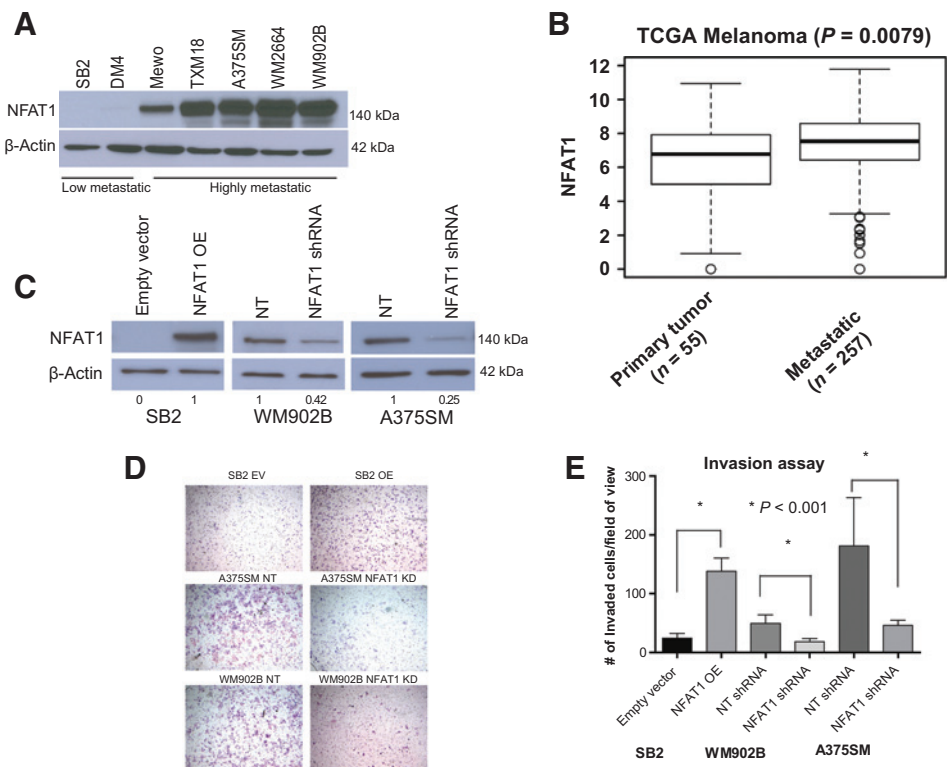 A
SB2
DM4
Mewo
TXM18
A375SM
WM2664
WM902B
NFAT1
140 kDa
β-Actin
42 kDa
Low metastatic
Highly metastatic
B
TCGA Melanoma (P = 0.0079)
NFAT1
12
10
8
6
4
2
0
Primary tumor
(n = 55)
Metastatic
(n = 257)
C
Empty vector
NFAT1 OE
NT
NFAT1 shRNA
NT
NFAT1 shRNA
NFAT1
140 kDa
β-Actin
42 kDa
0 1 1 0.42 1 0.25
SB2 WM902B A375SM
D
SB2 EV SB2 OE
A375SM NT A375SM NFAT1 KD
WM902B NT WM902B NFAT1 KD
E
Invasion assay
# of Invaded cells/field of view
300
200
100
0
*
* P < 0.001
*
*
Empty vector
NFAT1 OE
NT shRNA
NFAT1 shRNA
NT shRNA
NFAT1 shRNA
SB2 WM902B A375SM